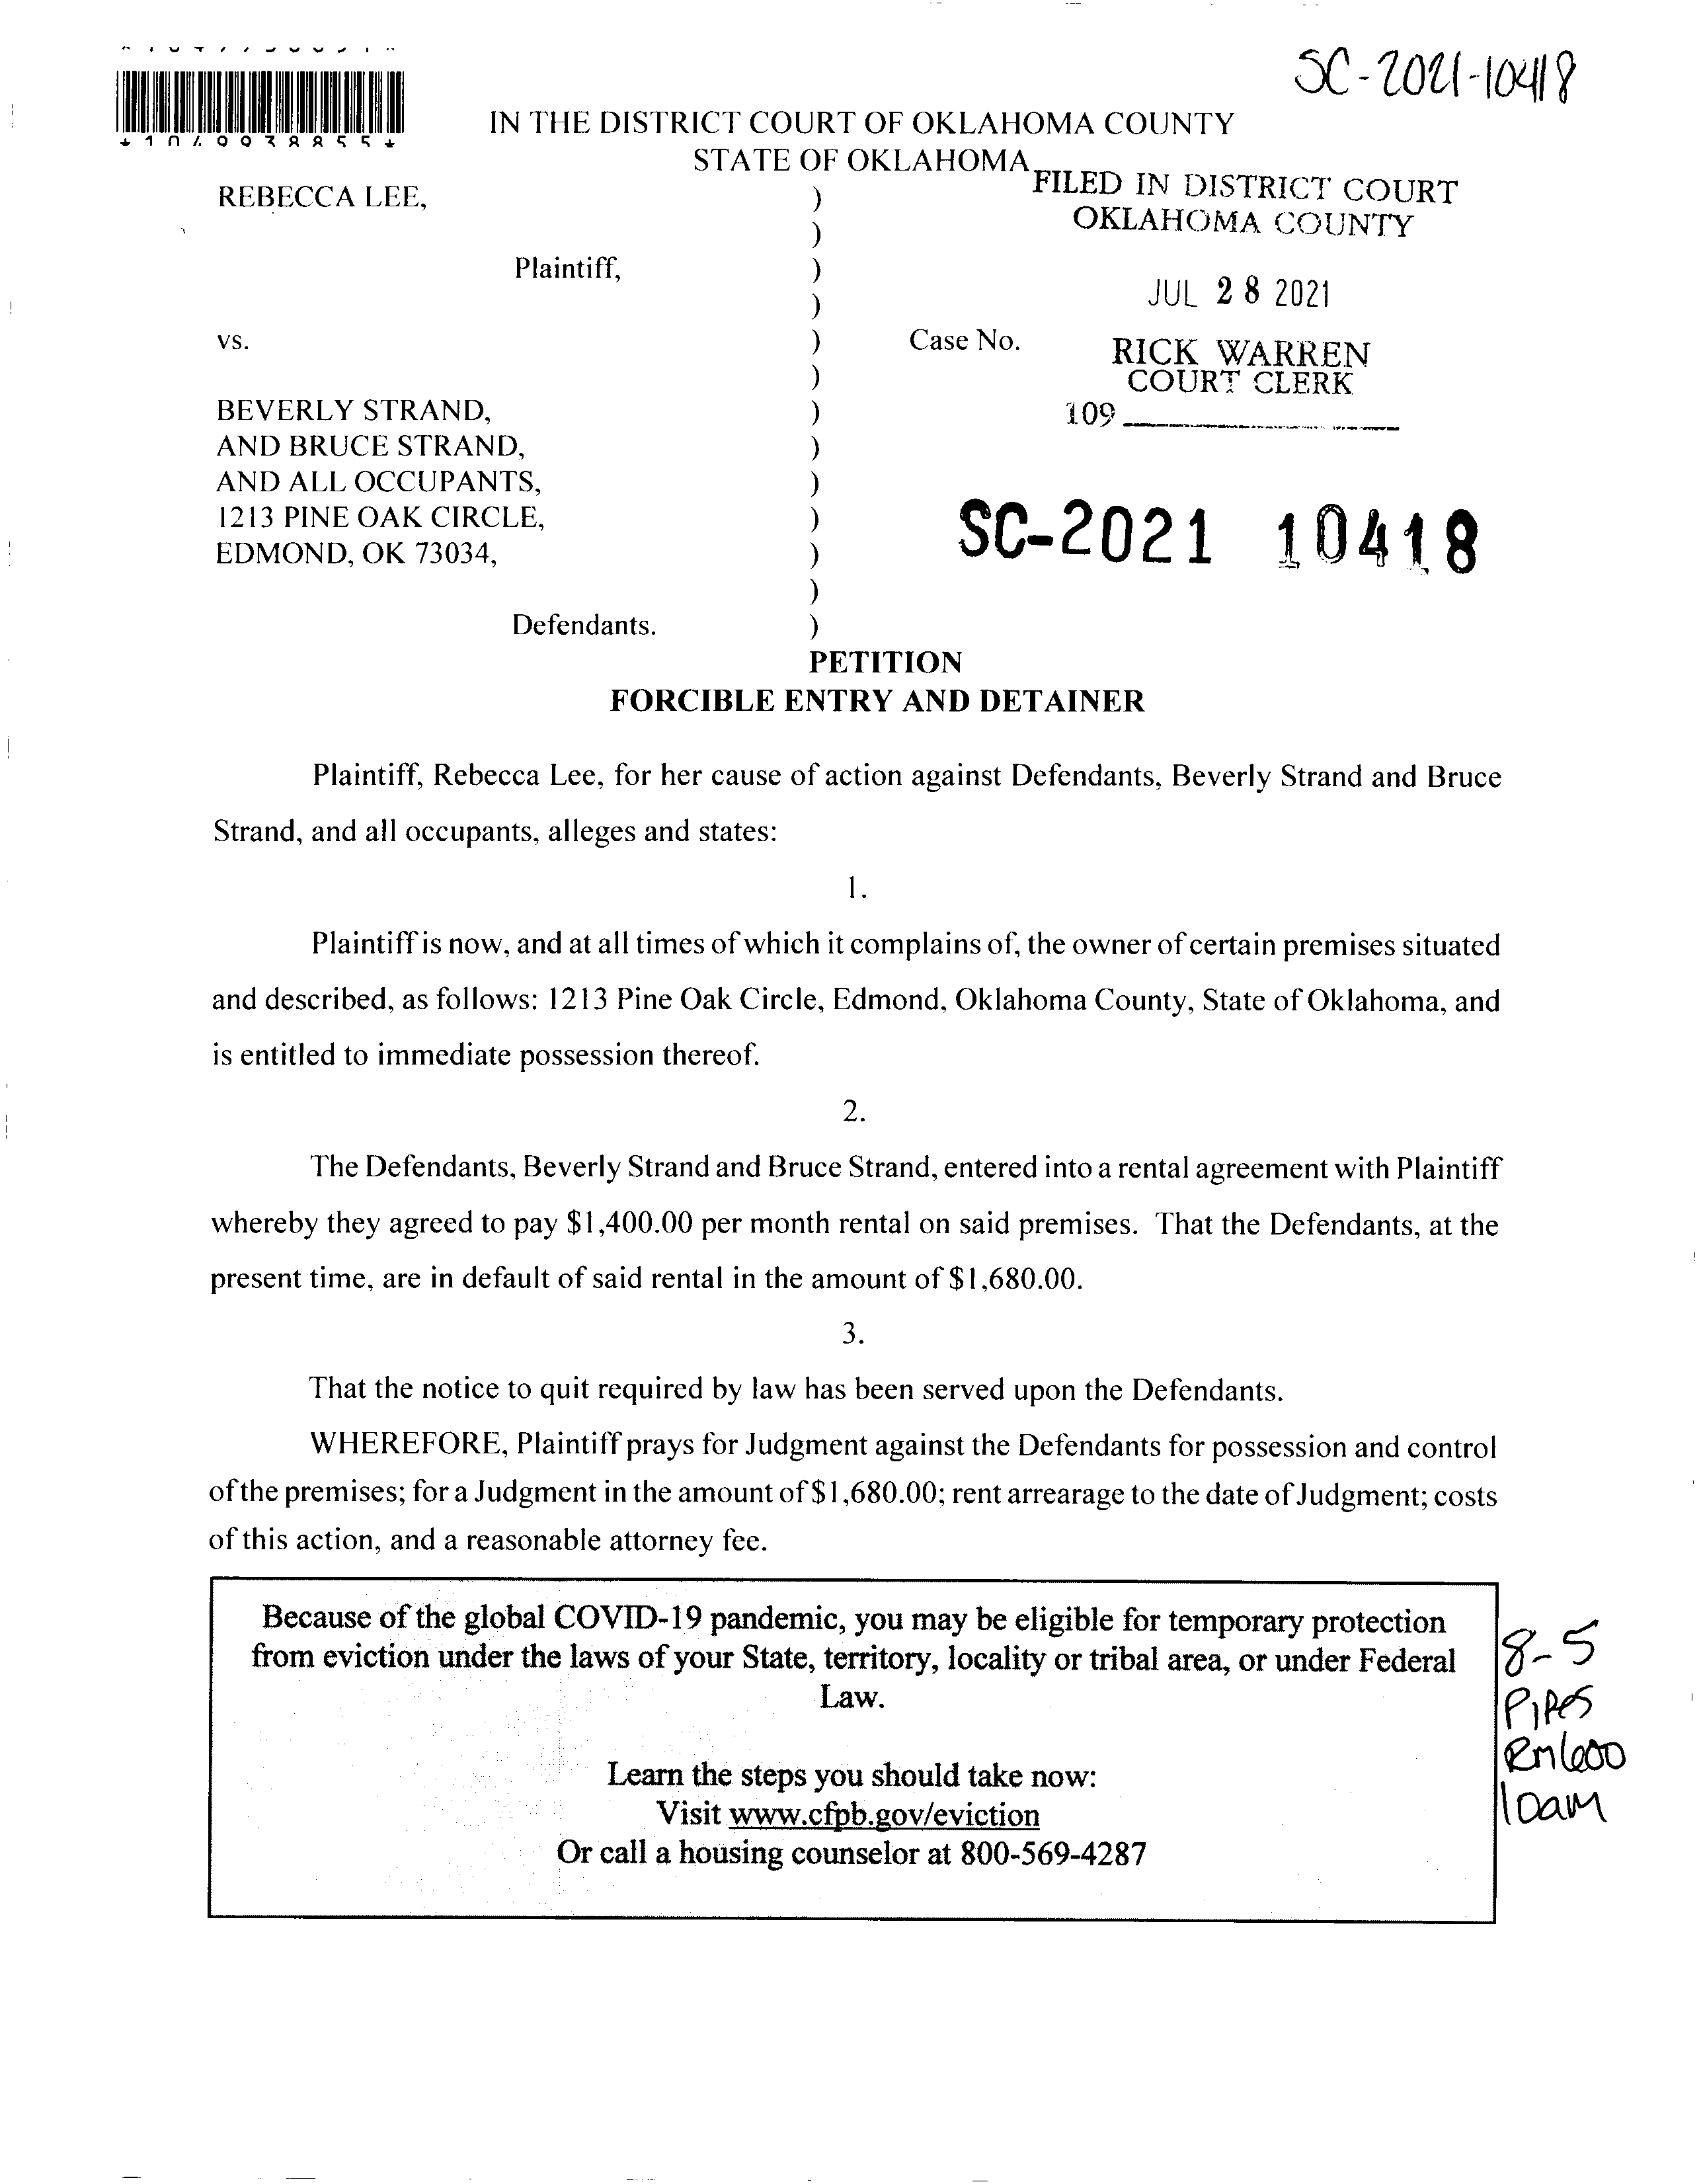 SC-2021-10418
IN THE DISTRICT COURT OF OKLAHOMA COUNTY
STATE OF OKLAHOMA
FILED IN DISTRICT COURT
OKLAHOMA COUNTY
JUL 28 2021
RICK WARREN
COURT CLERK
109
REBECCA LEE, )
)
Plaintiff, )
)
vs. ) Case No.
)
BEVERLY STRAND, )
AND BRUCE STRAND, )
AND ALL OCCUPANTS, )
1213 PINE OAK CIRCLE, ) SC-2021 10418
EDMOND, OK 73034, )
)
Defendants. )
PETITION
FORCIBLE ENTRY AND DETAINER
Plaintiff, Rebecca Lee, for her cause of action against Defendants, Beverly Strand and Bruce
Strand, and all occupants, alleges and states:
1.
Plaintiff is now, and at all times of which it complains of, the owner of certain premises situated
and described, as follows: 1213 Pine Oak Circle, Edmond, Oklahoma County, State of Oklahoma, and
is entitled to immediate possession thereof.
2.
The Defendants, Beverly Strand and Bruce Strand, entered into a rental agreement with Plaintiff
whereby they agreed to pay $1,400.00 per month rental on said premises. That the Defendants, at the
present time, are in default of said rental in the amount of $1,680.00.
3.
That the notice to quit required by law has been served upon the Defendants.
WHEREFORE, Plaintiff prays for Judgment against the Defendants for possession and control
of the premises; for a Judgment in the amount of $1,680.00; rent arrearage to the date of Judgment; costs
of this action, and a reasonable attorney fee.
Because of the global COVID-19 pandemic, you may be eligible for temporary protection
from eviction under the laws of your State, territory, locality or tribal area, or under Federal
Law.
Learn the steps you should take now:
Visit www.cfpb.gov/eviction
Or call a housing counselor at 800-569-4287
8-5
Pipes
Rm 600
10am